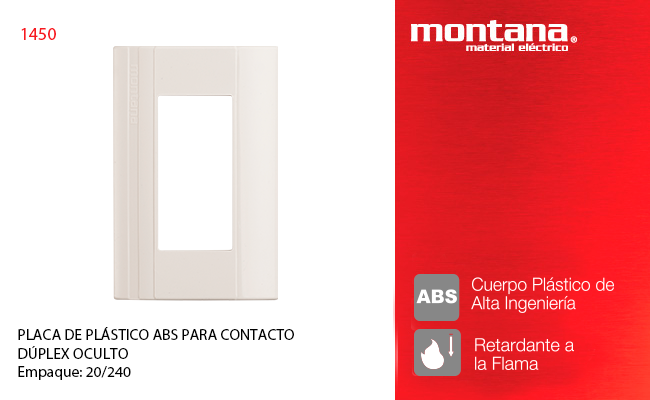 1450
PLACA DE PLÁSTICO ABS PARA CONTACTO
DÚPLEX OCULTO
Empaque: 20/240
montana®
material eléctrico
ABS
Cuerpo Plástico de
Alta Ingeniería
Retardante a
la Flama